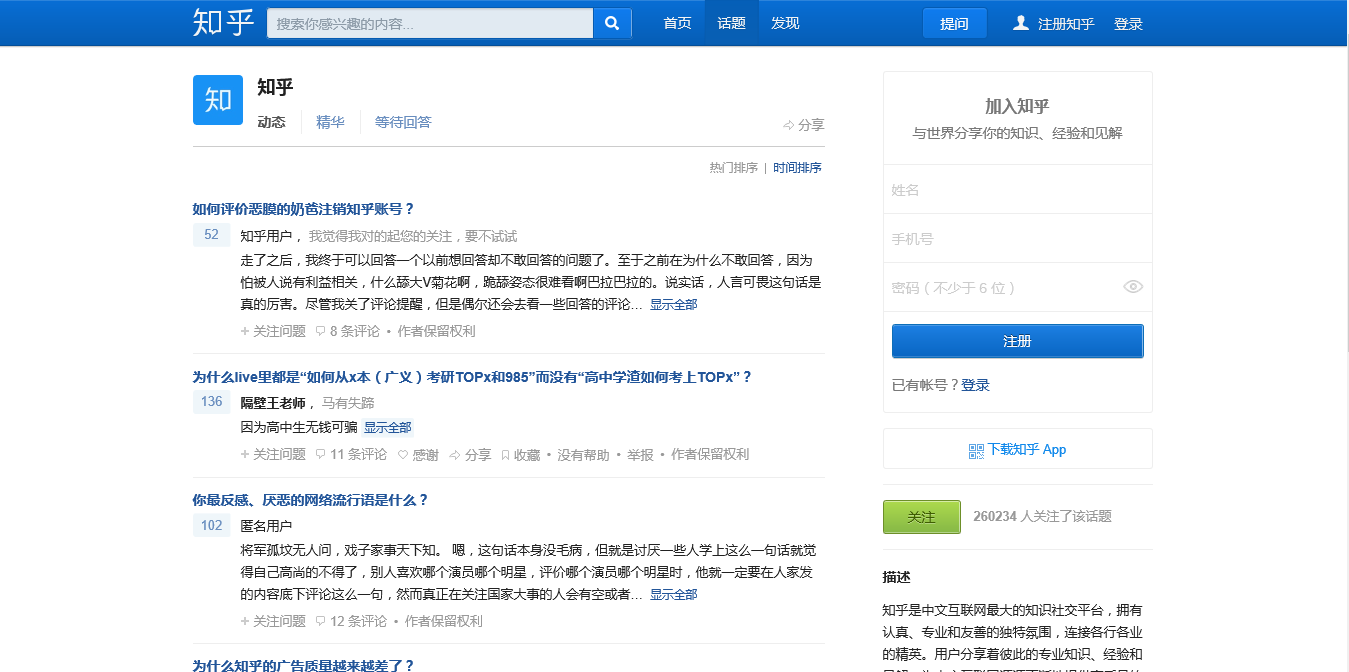 知乎
搜索你感兴趣的内容...
首页 话题 发现
提问
注册知乎 登录
知
知乎
动态 精华 等待回答
分享
热门排序 | 时间排序
如何评价恶膜的奶爸注销知乎账号？
52
知乎用户， 我觉得我对的起您的关注，要不试试
走了之后，我终于可以回答一个以前想回答却不敢回答的问题了。至于之前在为什么不敢回答，因为
怕被人说有利益相关，什么舔大V菊花啊，跪舔姿态很难看啊巴拉巴拉的。说实话，人言可畏这句话是
真的厉害。尽管我关了评论提醒，但是偶尔还会去看一些回答的评论… 显示全部
关注问题 8 条评论 • 作者保留权利
为什么live里都是“如何从x本（广义）考研TOPx和985”而没有“高中学渣如何考上TOPx”？
136
隔壁王老师， 马有失蹄
因为高中生无钱可骗 显示全部
关注问题 11 条评论 感谢 分享 收藏 • 没有帮助 • 举报 • 作者保留权利
你最反感、厌恶的网络流行语是什么？
102
匿名用户
将军孤坟无人问，戏子家事天下知。 嗯，这句话本身没毛病，但就是讨厌一些人学上这么一句话就觉
得自己高尚的不得了，别人喜欢哪个演员哪个明星，评价哪个演员哪个明星时，他就一定要在人家发
的内容底下评论这么一句，然而真正在关注国家大事的人会有空或者… 显示全部
关注问题 12 条评论 • 作者保留权利
为什么知乎的广告质量越来越差了？
加入知乎
与世界分享你的知识、经验和见解
姓名
手机号
密码（不少于 6 位）
注册
已有帐号？登录
下载知乎 App
关注
260234 人关注了该话题
描述
知乎是中文互联网最大的知识社交平台，拥有
认真、专业和友善的独特氛围，连接各行各业
的精英。用户分享着彼此的专业知识、经验和